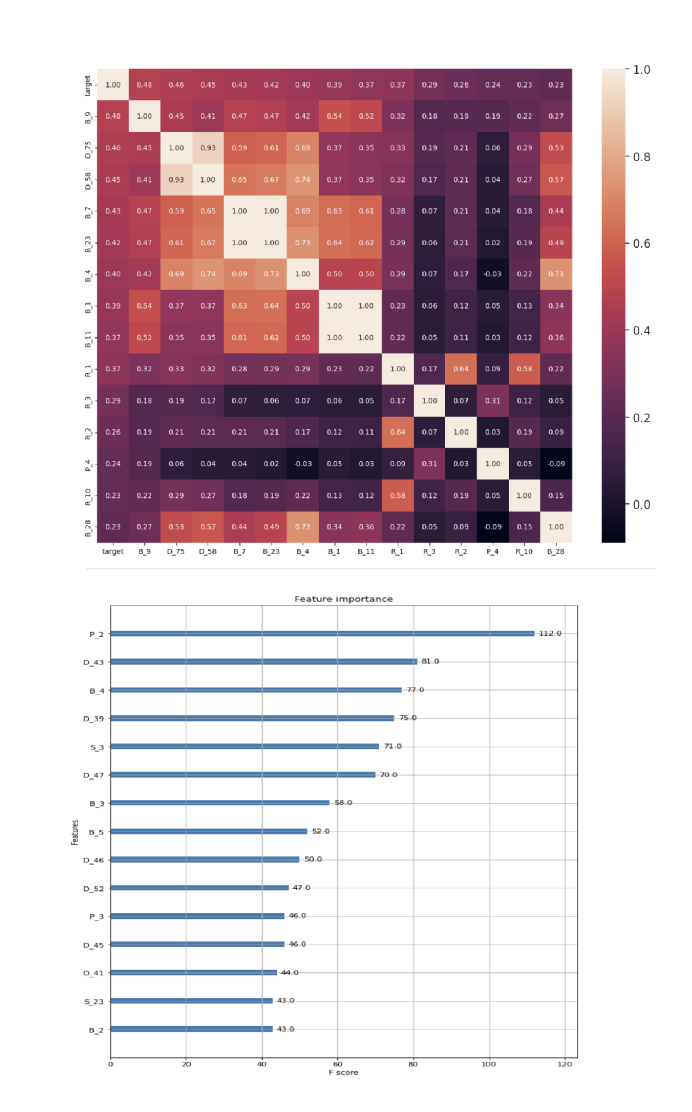 target 1.00 0.48 0.46 0.45 0.43 0.42 0.40 0.39 0.37 0.37 0.29 0.26 0.24 0.23 0.23
B_9 0.48 1.00 0.45 0.41 0.47 0.47 0.42 0.54 0.52 0.32 0.18 0.19 0.19 0.22 0.27
D_75 0.46 0.45 1.00 0.93 0.59 0.61 0.69 0.37 0.35 0.33 0.19 0.21 0.06 0.29 0.53
D_58 0.45 0.41 0.93 1.00 0.65 0.67 0.74 0.37 0.35 0.32 0.17 0.21 0.04 0.27 0.57
B_7 0.43 0.47 0.59 0.65 1.00 1.00 0.69 0.63 0.61 0.28 0.07 0.21 0.04 0.18 0.44
B_23 0.42 0.47 0.61 0.67 1.00 1.00 0.73 0.64 0.62 0.29 0.06 0.21 0.02 0.19 0.49
B_4 0.40 0.42 0.69 0.74 0.69 0.73 1.00 0.50 0.50 0.29 0.07 0.17 -0.03 0.22 0.73
B_1 0.39 0.54 0.37 0.37 0.63 0.64 0.50 1.00 1.00 0.23 0.06 0.12 0.05 0.13 0.34
B_11 0.37 0.52 0.35 0.35 0.61 0.62 0.50 1.00 1.00 0.22 0.05 0.11 0.03 0.12 0.36
R_1 0.37 0.32 0.33 0.32 0.28 0.29 0.29 0.23 0.22 1.00 0.17 0.64 0.09 0.58 0.22
R_3 0.29 0.18 0.19 0.17 0.07 0.06 0.07 0.06 0.05 0.17 1.00 0.07 0.31 0.12 0.05
R_2 0.26 0.19 0.21 0.21 0.21 0.21 0.17 0.12 0.11 0.64 0.07 1.00 0.03 0.19 0.09
P_4 0.24 0.19 0.06 0.04 0.04 0.02 -0.03 0.05 0.03 0.09 0.31 0.03 1.00 0.05 -0.09
R_10 0.23 0.22 0.29 0.27 0.18 0.19 0.22 0.13 0.12 0.58 0.12 0.19 0.05 1.00 0.15
B_28 0.23 0.27 0.53 0.57 0.44 0.49 0.73 0.34 0.36 0.22 0.05 0.09 -0.09 0.15 1.00
target B_9 D_75 D_58 B_7 B_23 B_4 B_1 B_11 R_1 R_3 R_2 P_4 R_10 B_28
1.0
0.8
0.6
0.4
0.2
0.0
Feature importance
P_2 112.0
D_43 81.0
B_4 77.0
D_39 75.0
S_3 71.0
D_47 70.0
B_3 58.0
B_5 52.0
D_46 50.0
D_52 47.0
P_3 46.0
D_45 46.0
D_41 44.0
S_23 43.0
B_2 43.0
Features
0 20 40 60 80 100 120
F score